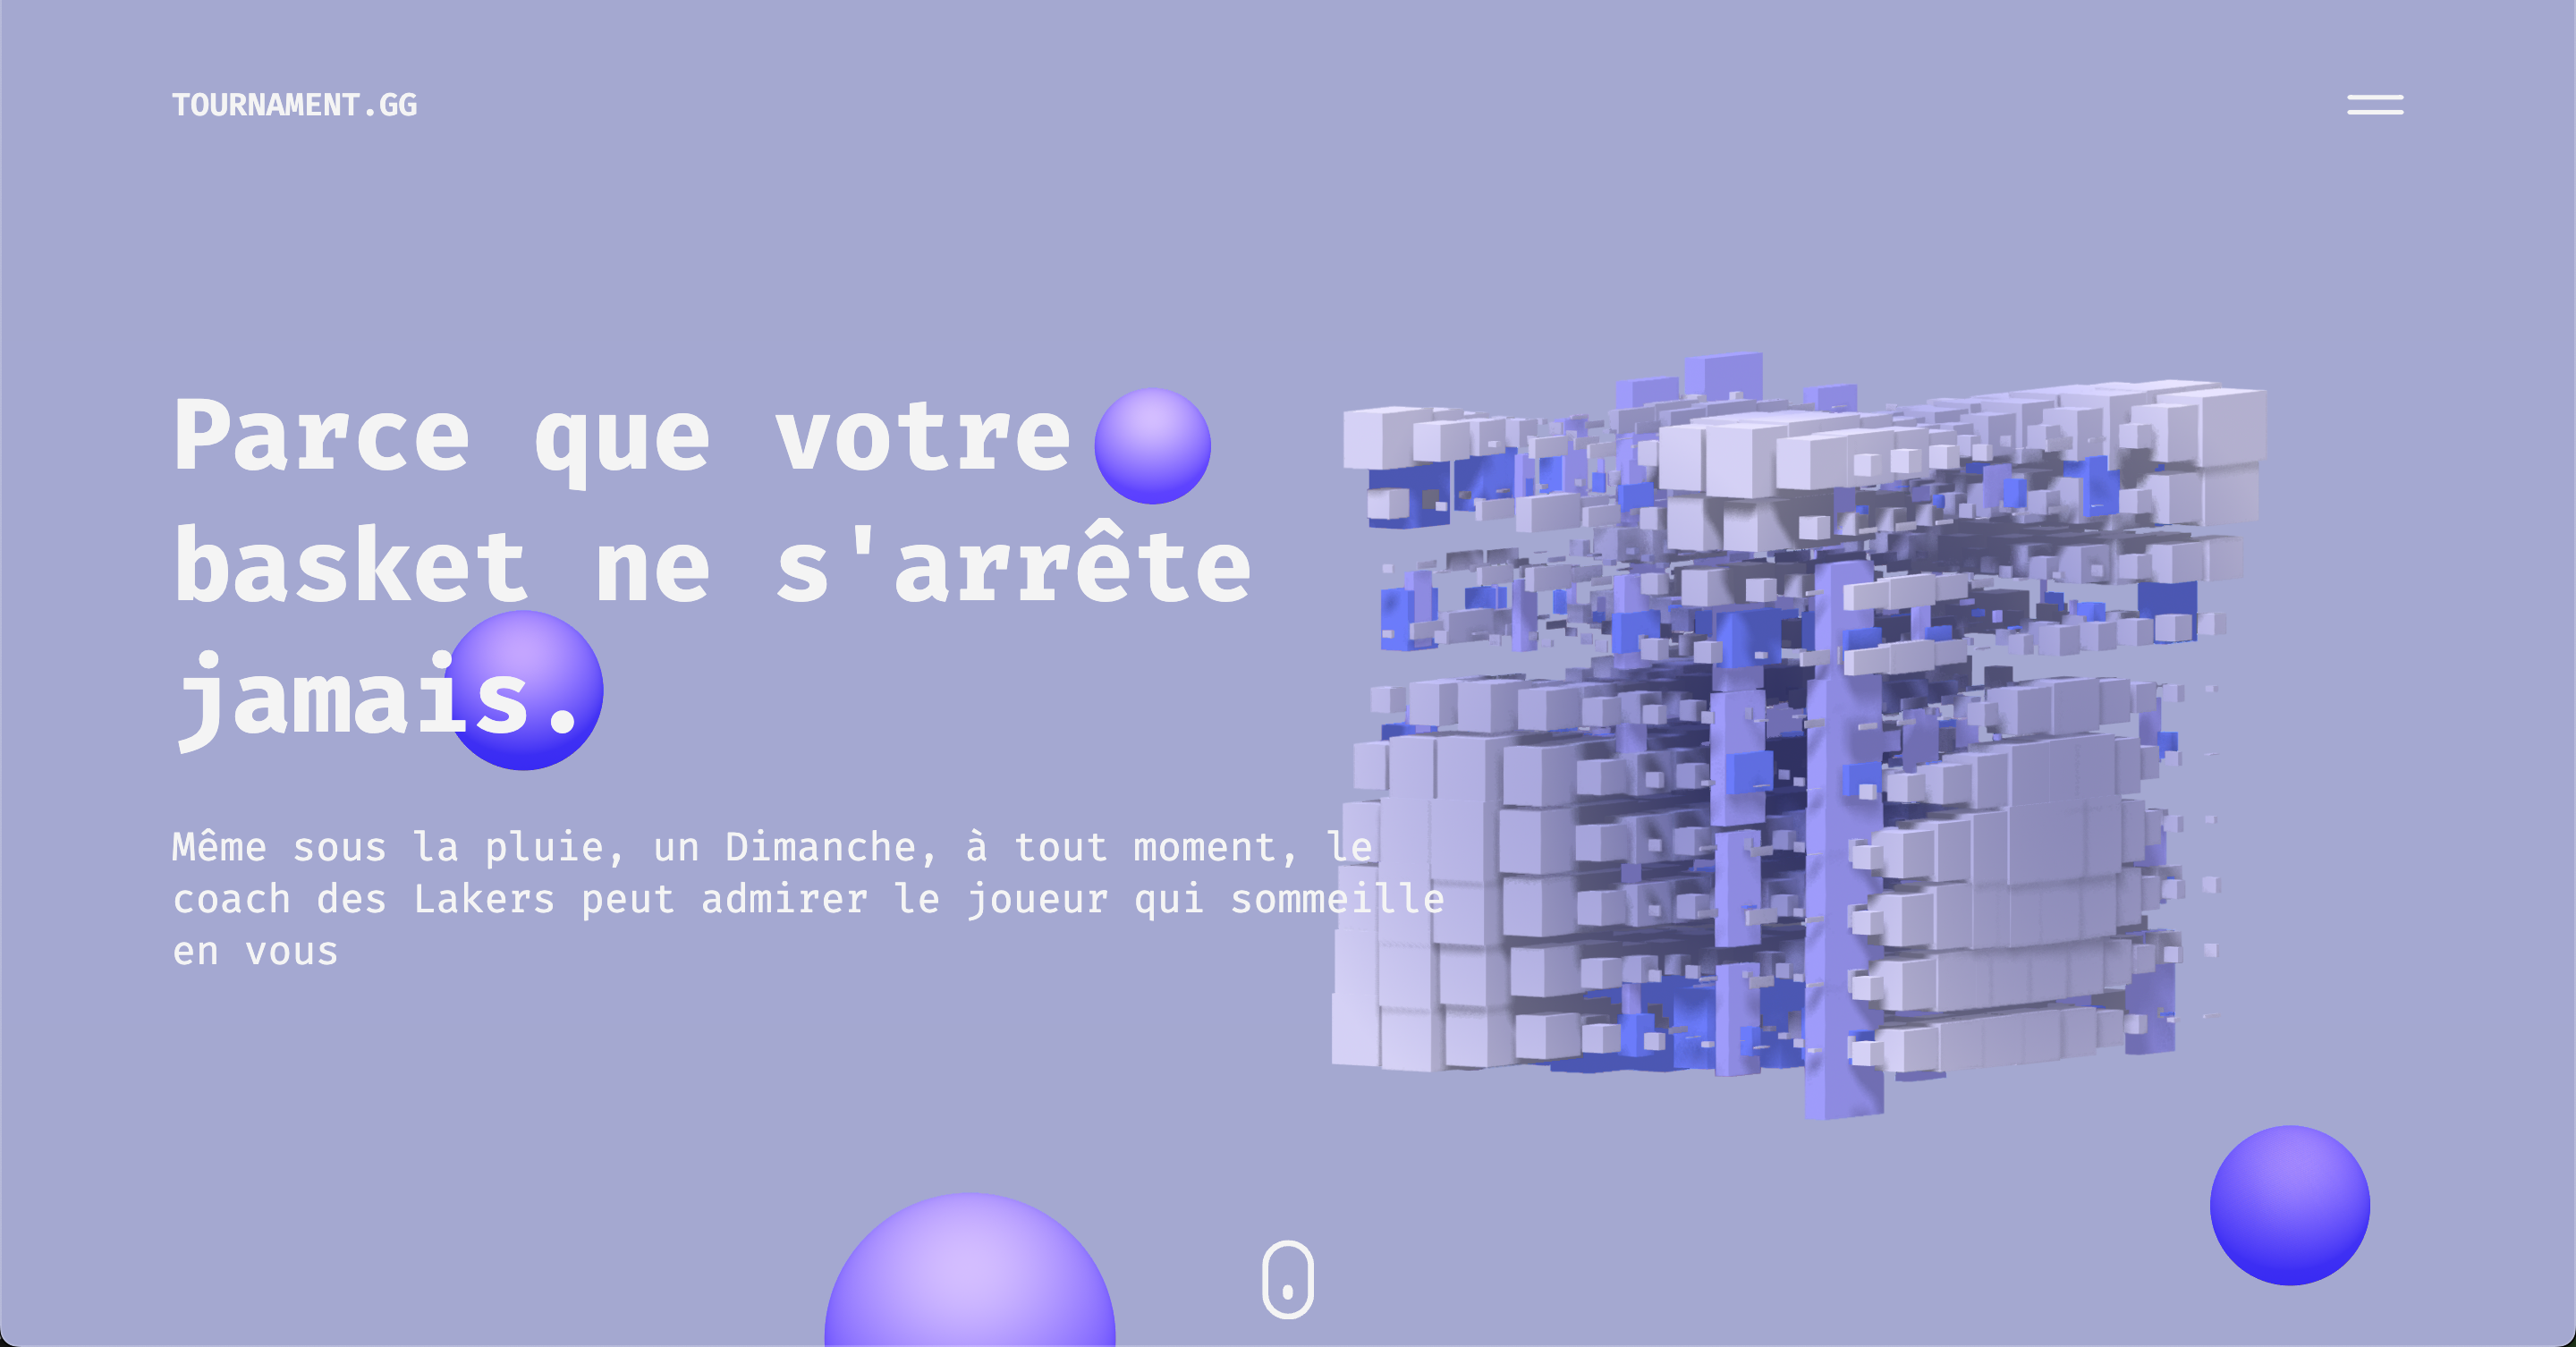 TOURNAMENT.GG
Parce que votre
basket ne s'arrête
jamais.
Même sous la pluie, un Dimanche, à tout moment, le
coach des Lakers peut admirer le joueur qui sommeille
en vous